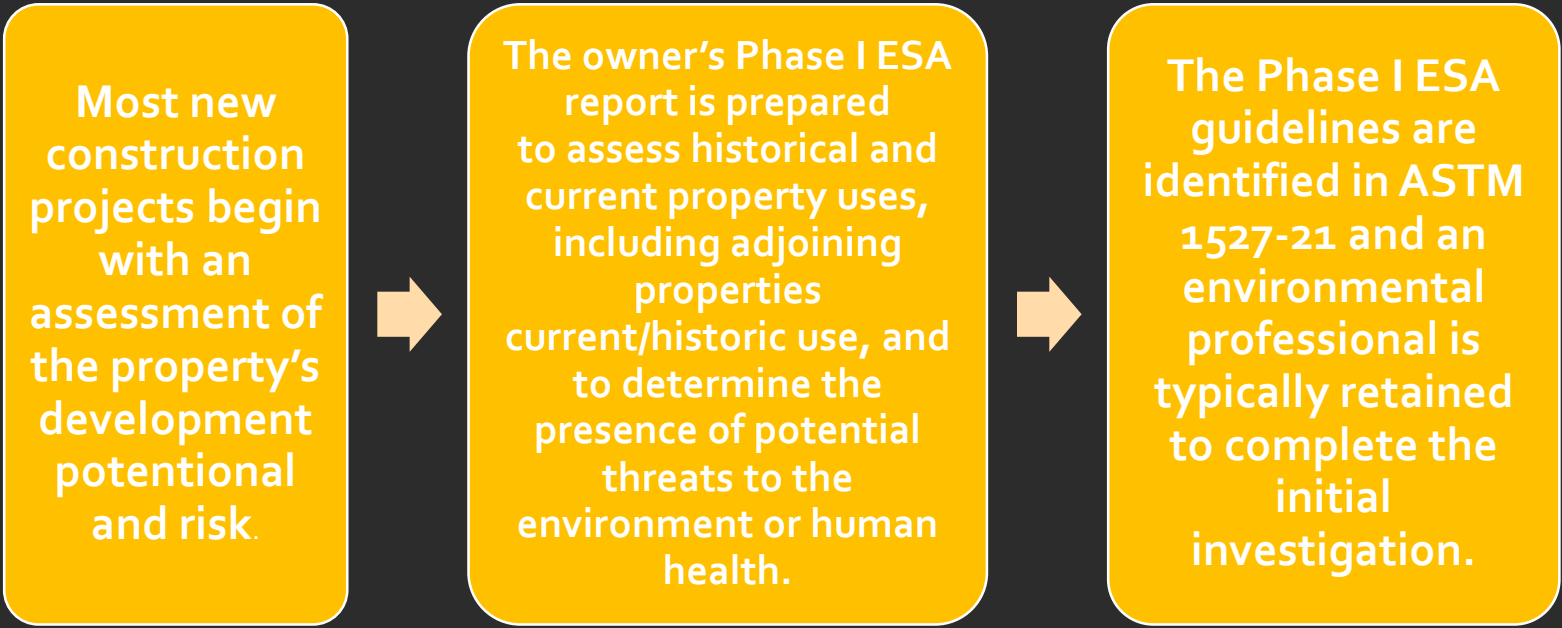 Most new
construction
projects begin
with an
assessment of
the property’s
development
potentional
and risk.
The owner’s Phase I ESA
report is prepared
to assess historical and
current property uses,
including adjoining
properties
current/historic use, and
to determine the
presence of potential
threats to the
environment or human
health.
The Phase I ESA
guidelines are
identified in ASTM
1527-21 and an
environmental
professional is
typically retained
to complete the
initial
investigation.